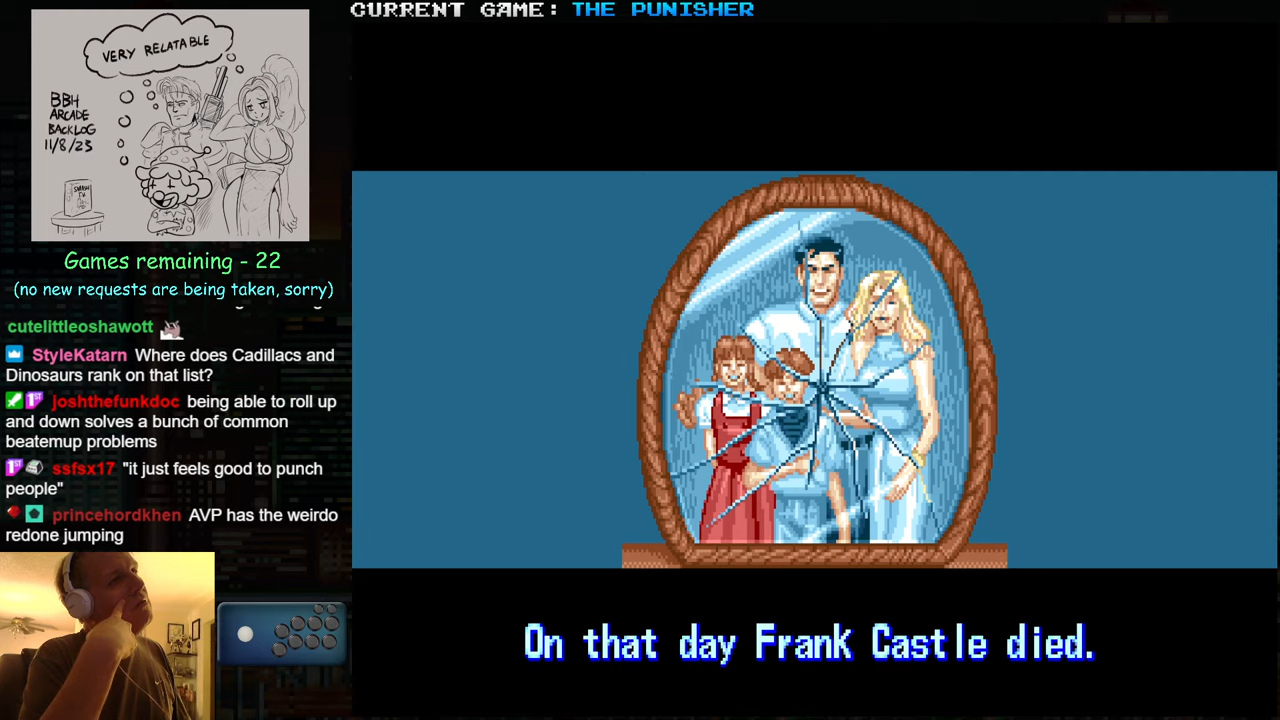 CURRENT GAME: THE PUNISHER
VERY RELATABLE
BBH
ARCADE
BACKLOG
11/8/23
SMASH
TV
Games remaining - 22
(no new requests are being taken, sorry)
cutelittleoshawott
StyleKatarn Where does Cadillacs and
Dinosaurs rank on that list?
joshthefunkdoc being able to roll up
and down solves a bunch of common
beatemup problems
ssfsx17 "it just feels good to punch
people"
princehordkhen AVP has the weirdo
redone jumping
On that day Frank Castle died.